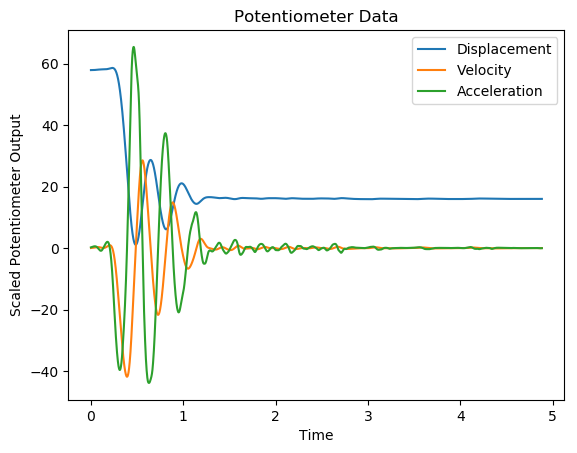 Potentiometer Data
Displacement
Velocity
Acceleration
Scaled Potentiometer Output
60
40
20
0
−20
−40
0 1 2 3 4 5
Time